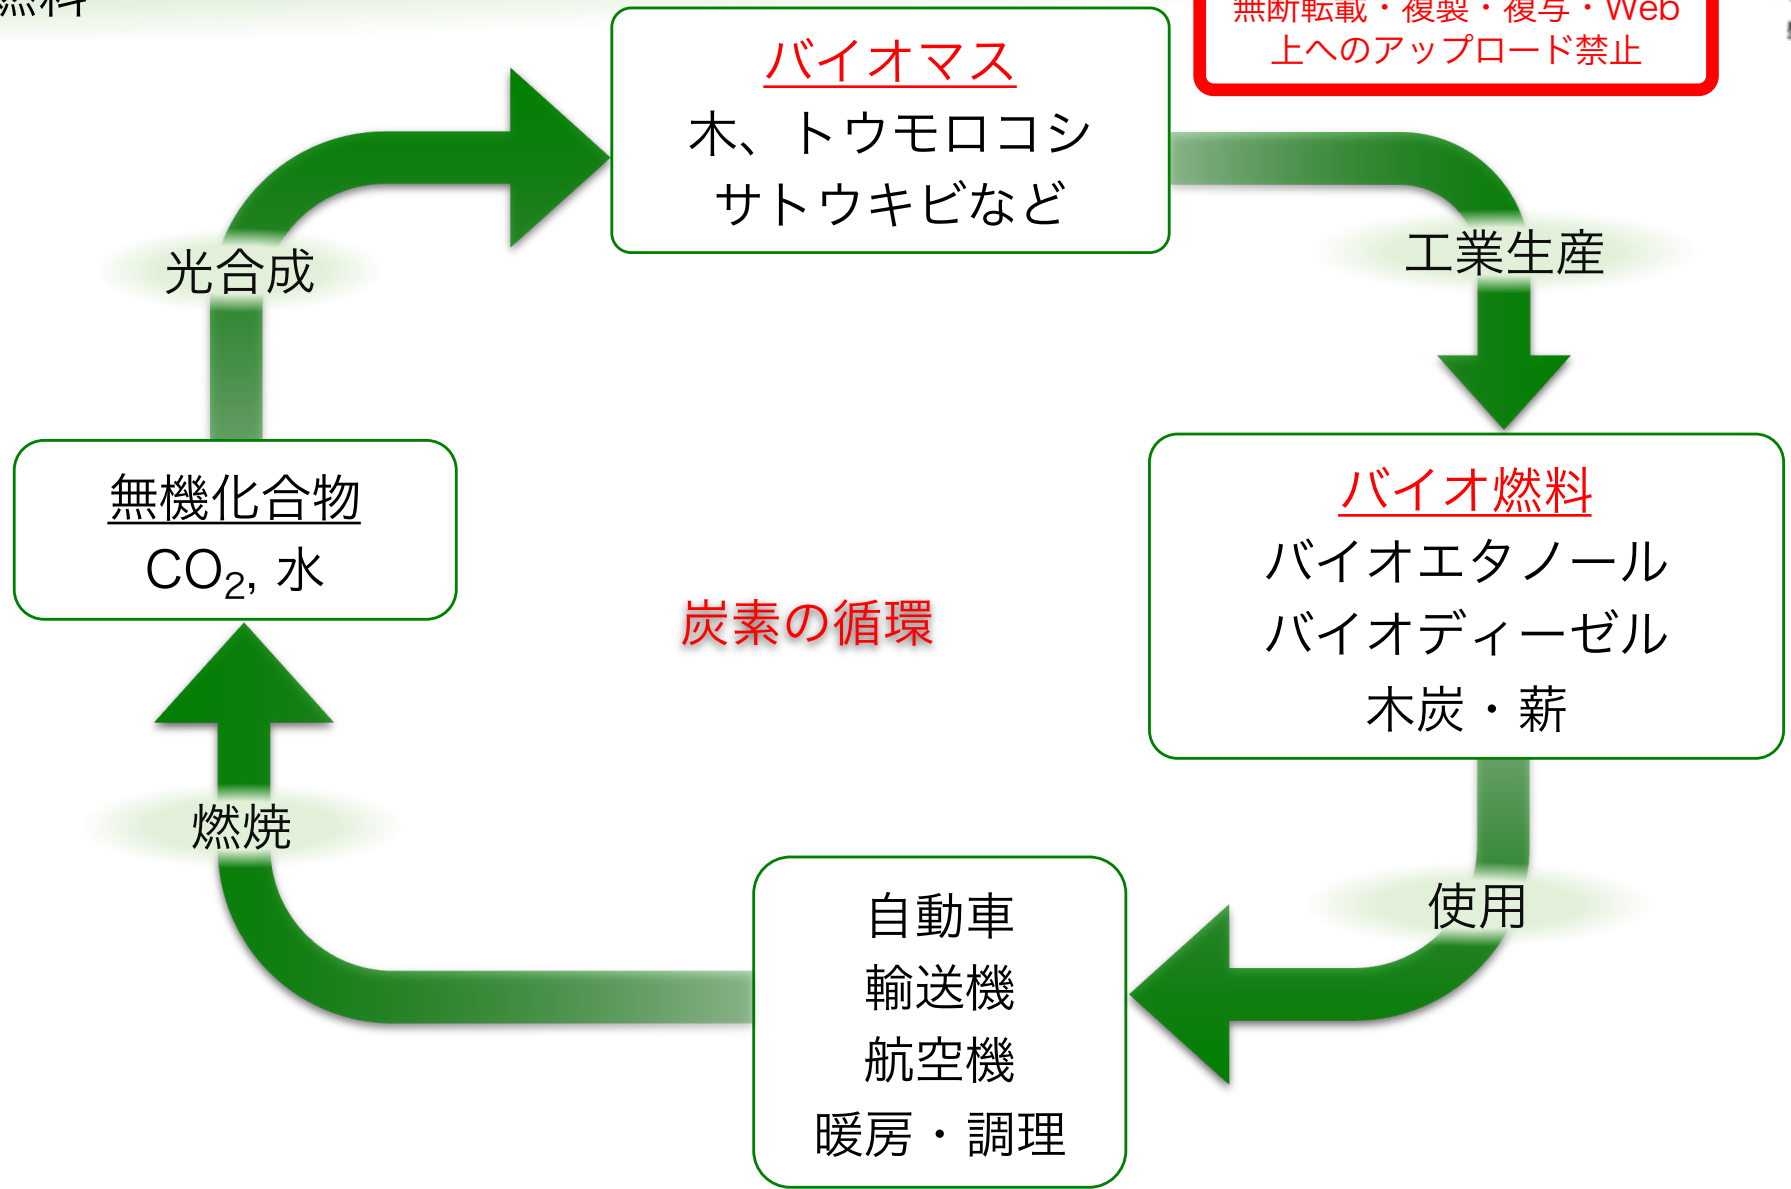 燃料
無断転載・複製・複写・Web
上へのアップロード禁止
バイオマス
木、トウモロコシ
サトウキビなど
光合成
工業生産
無機化合物
CO₂, 水
バイオ燃料
バイオエタノール
バイオディーゼル
木炭・薪
炭素の循環
燃焼
使用
自動車
輸送機
航空機
暖房・調理